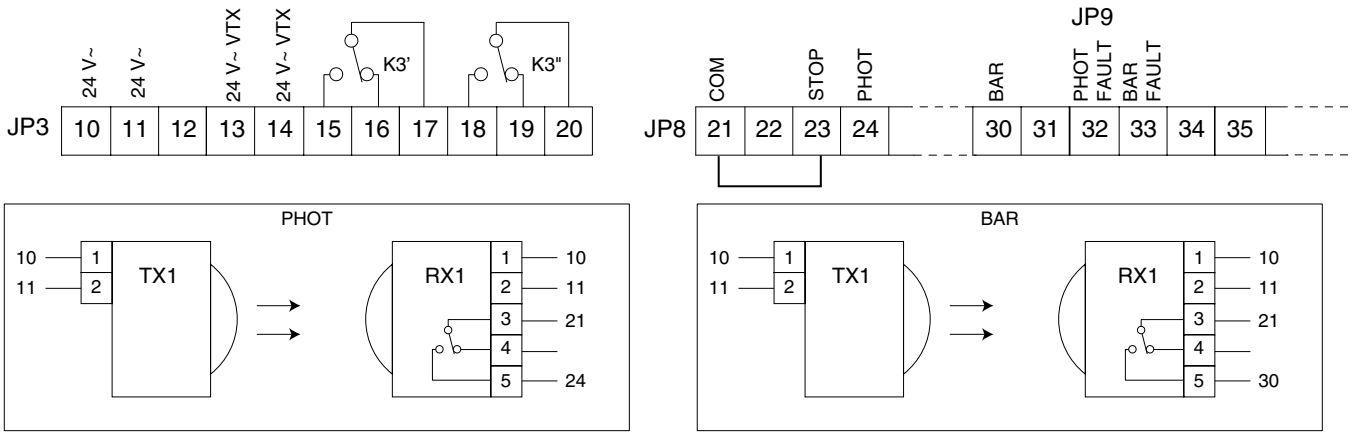 JP9
24 V~
24 V~
24 V~ VTX
24 V~ VTX
K3'
K3"
COM
STOP
PHOT
BAR
PHOT
FAULT
BAR
FAULT
JP3 10 11 12 13 14 15 16 17 18 19 20
JP8 21 22 23 24 30 31 32 33 34 35
PHOT
10 1 TX1 RX1 1 10
11 2 2 11
3 21
4
5 24
BAR
10 1 TX1 RX1 1 10
11 2 2 11
3 21
4
5 30